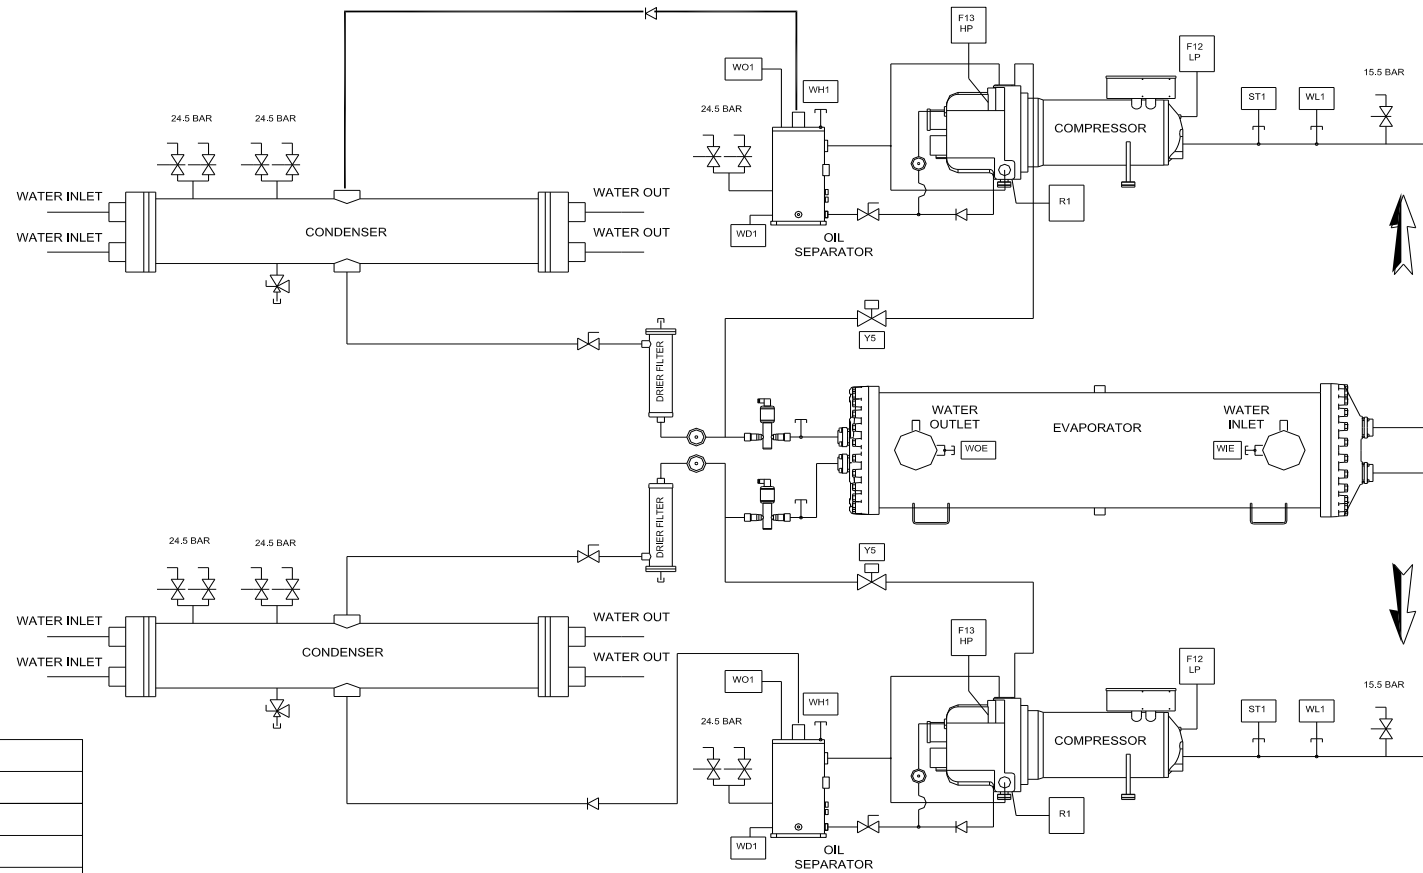 F13
HP
F12
LP
WO1
WH1
15.5 BAR
24.5 BAR
24.5 BAR
24.5 BAR
ST1
WL1
COMPRESSOR
WATER INLET
WATER OUT
R1
CONDENSER
WATER INLET
WATER OUT
WD1
OIL
SEPARATOR
Y5
DRIER FILTER
WATER
OUTLET
WATER
INLET
EVAPORATOR
WOE
WIE
DRIER FILTER
24.5 BAR
24.5 BAR
Y5
WATER INLET
WATER OUT
F13
HP
CONDENSER
WATER INLET
WATER OUT
F12
LP
WO1
WH1
15.5 BAR
24.5 BAR
ST1
WL1
COMPRESSOR
R1
WD1
OIL
SEPARATOR